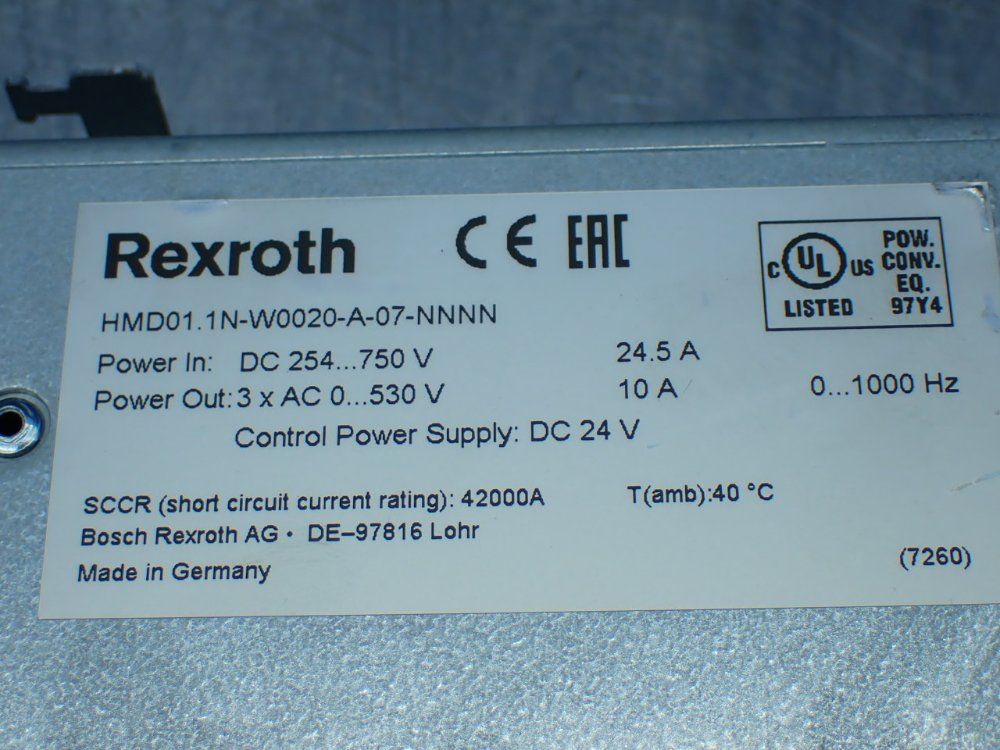 Rexroth CE EAC
HMD01.1N-W0020-A-07-NNNN
Power In: DC 254...750 V 24.5 A
Power Out: 3 x AC 0...530 V 10 A 0...1000 Hz
Control Power Supply: DC 24 V
SCCR (short circuit current rating): 42000A T(amb):40 °C
Bosch Rexroth AG • DE–97816 Lohr
Made in Germany
(7260)
C UL US
LISTED
POW.
CONV.
EQ.
97Y4